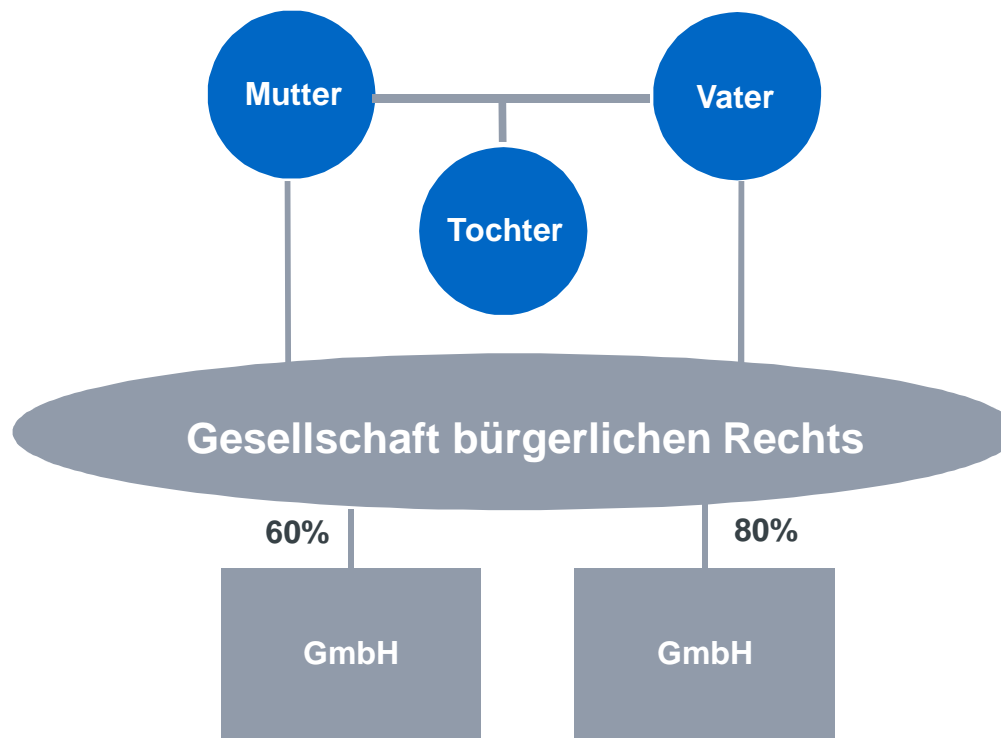 Mutter
Vater
Tochter
Gesellschaft bürgerlichen Rechts
60%
80%
GmbH
GmbH